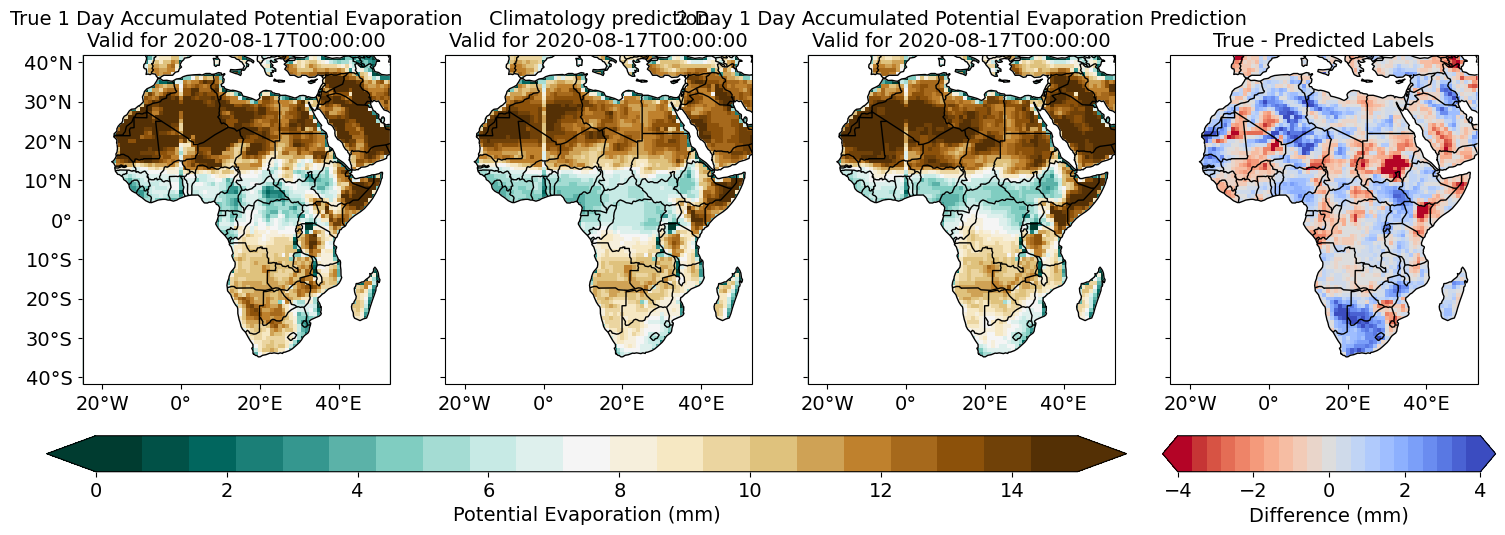 True 1 Day Accumulated Potential Evaporation
Valid for 2020-08-17T00:00:00
Climatology prediction
Valid for 2020-08-17T00:00:00
2 Day 1 Day Accumulated Potential Evaporation Prediction
Valid for 2020-08-17T00:00:00
True - Predicted Labels
40°N
30°N
20°N
10°N
0°
10°S
20°S
30°S
40°S
20°W 0° 20°E 40°E
20°W 0° 20°E 40°E
20°W 0° 20°E 40°E
20°W 0° 20°E 40°E
0 2 4 6 8 10 12 14
Potential Evaporation (mm)
−4 −2 0 2 4
Difference (mm)